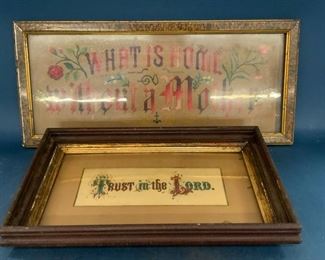 WHAT IS HOME
without a Mother
TRUST in the LORD.